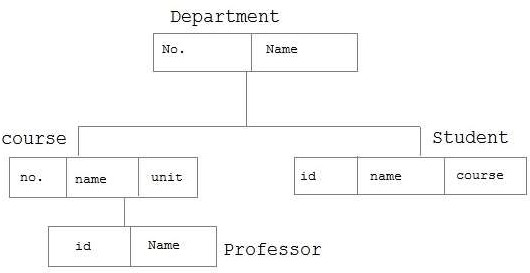 Department
No. Name
course
Student
no. name unit
id name course
id Name
Professor